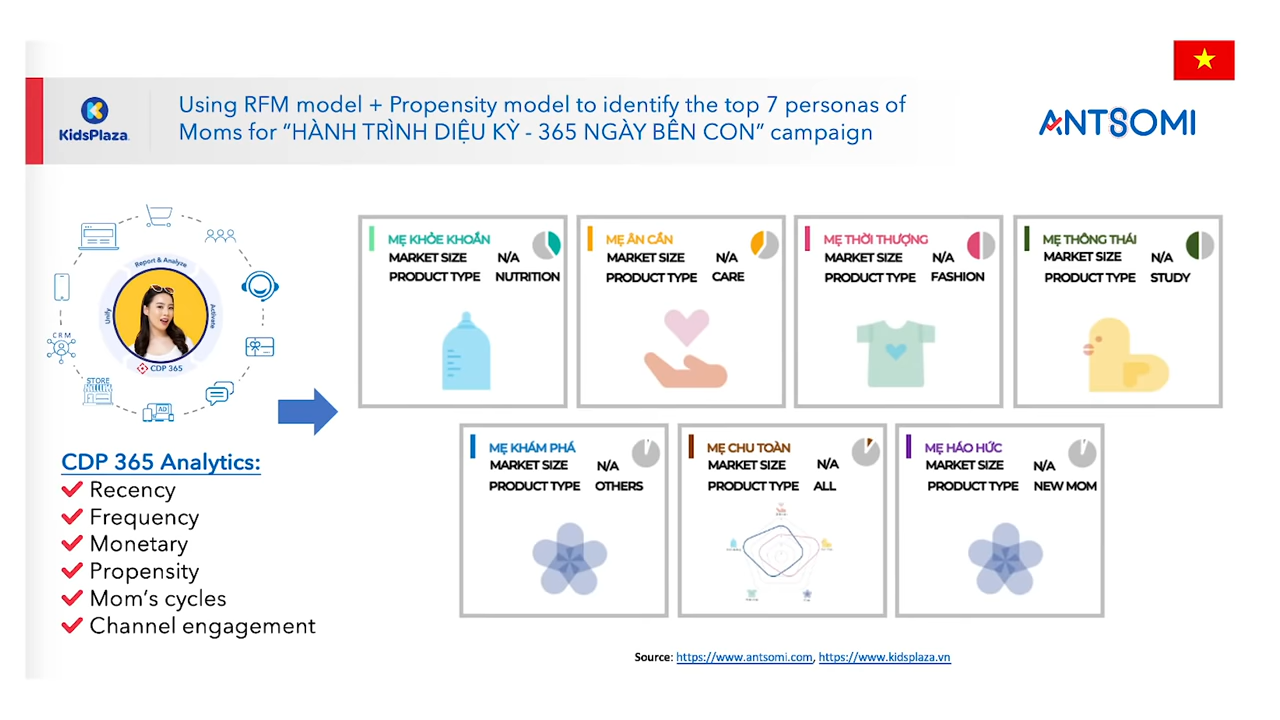 Using RFM model + Propensity model to identify the top 7 personas of
Moms for “HÀNH TRÌNH DIỆU KỲ - 365 NGÀY BÊN CON” campaign
KidsPlaza
ANTSOMI
Report & Analyze
Unify
Activate
CDP 365
CRM
STORE
AD
CDP 365 Analytics:
Recency
Frequency
Monetary
Propensity
Mom’s cycles
Channel engagement
MẸ KHỎE KHOẮN
MARKET SIZE N/A
PRODUCT TYPE NUTRITION
MẸ ÂN CẦN
MARKET SIZE N/A
PRODUCT TYPE CARE
MẸ THỜI THƯỢNG
MARKET SIZE N/A
PRODUCT TYPE FASHION
MẸ THÔNG THÁI
MARKET SIZE N/A
PRODUCT TYPE STUDY
MẸ KHÁM PHÁ
MARKET SIZE N/A
PRODUCT TYPE OTHERS
MẸ CHU TOÀN
MARKET SIZE N/A
PRODUCT TYPE ALL
MẸ HÁO HỨC
MARKET SIZE N/A
PRODUCT TYPE NEW MOM
Source: https://www.antsomi.com, https://www.kidsplaza.vn